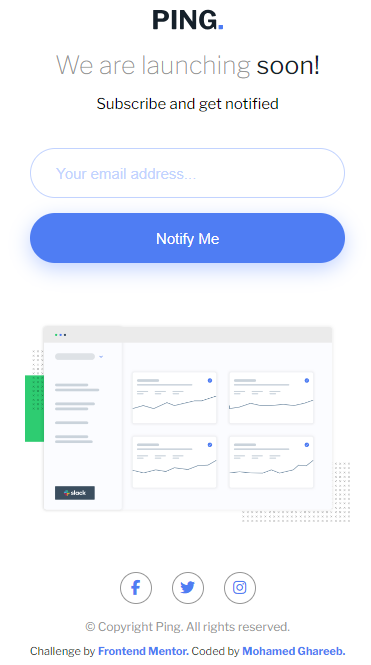 PING.
We are launching soon!
Subscribe and get notified
Your email address...
Notify Me
slack
© Copyright Ping. All rights reserved.
Challenge by Frontend Mentor. Coded by Mohamed Ghareeb.